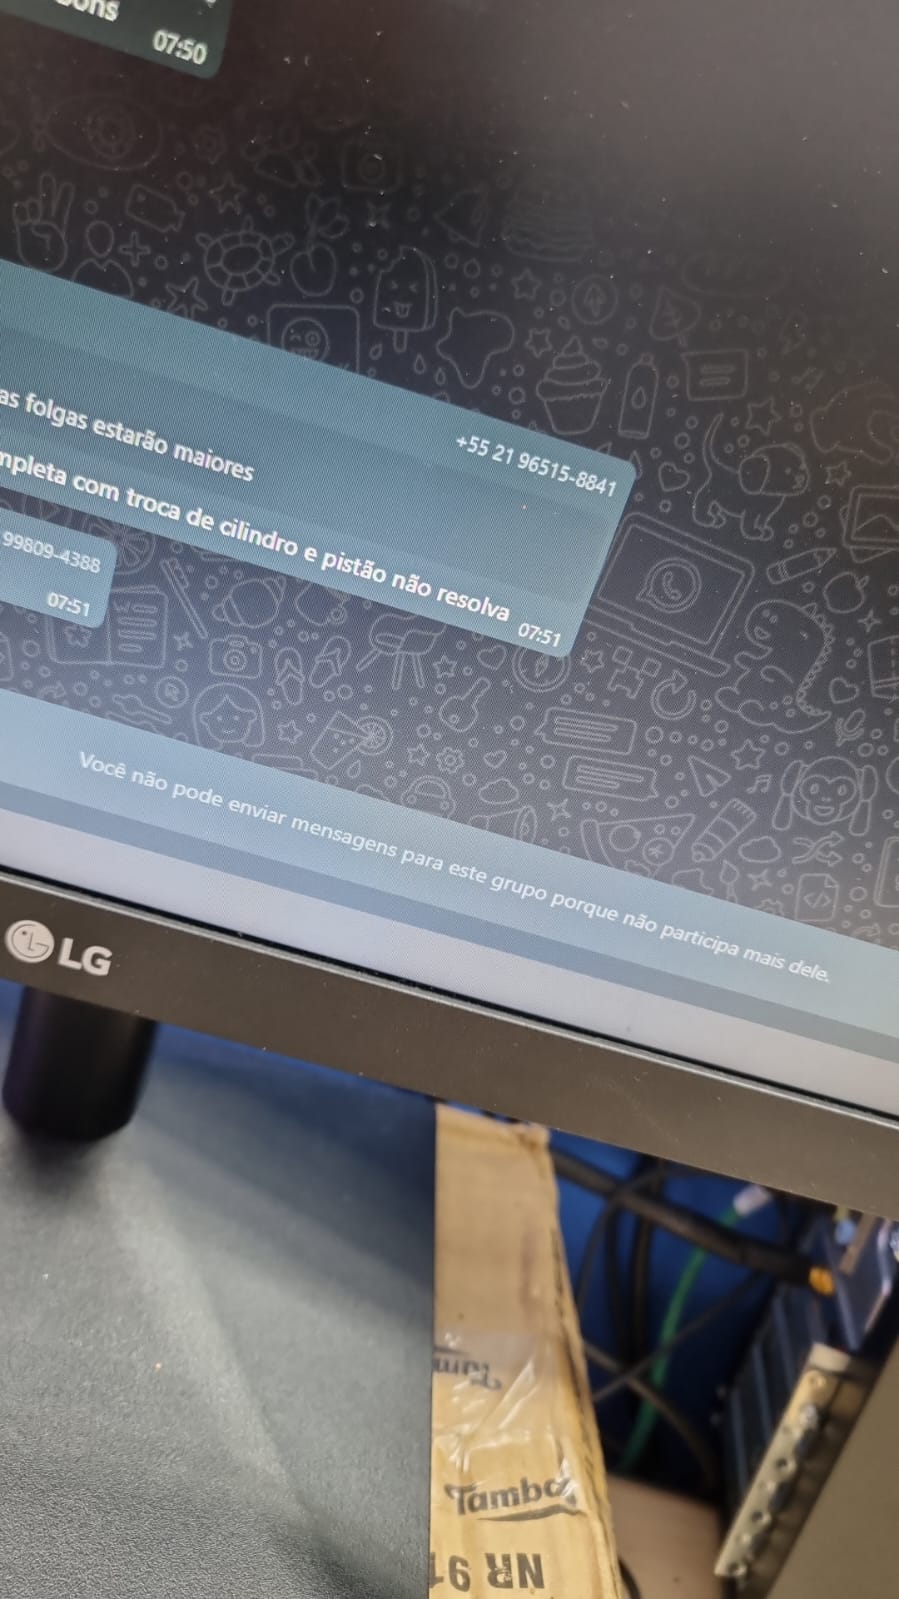 07:50
+55 21 96515-8841
as folgas estarão maiores
mpleta com troca de cilindro e pistão não resolva
07:51
99809-4388
07:51
Você não pode enviar mensagens para este grupo porque não participa mais dele.
LG
Tambo
NR 91